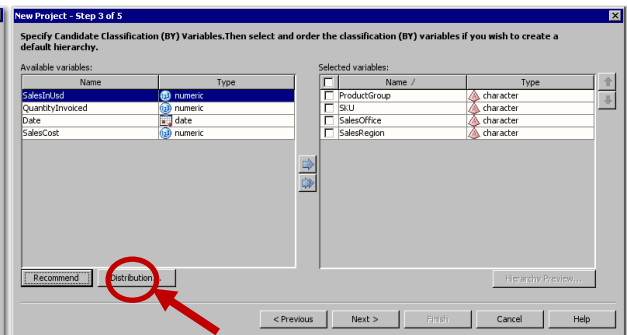 New Project - Step 3 of 5
Specify Candidate Classification (BY) Variables.Then select and order the classification (BY) variables if you wish to create a
default hierarchy.
Available variables:
Selected variables:
Name
Type
Name /
Type
SalesInUsd
numeric
ProductGroup
character
QuantityInvoiced
numeric
SKU
character
Date
date
SalesOffice
character
SalesCost
numeric
SalesRegion
character
Recommend
Distribution...
Hierarchy Preview...
< Previous
Next >
Finish
Cancel
Help